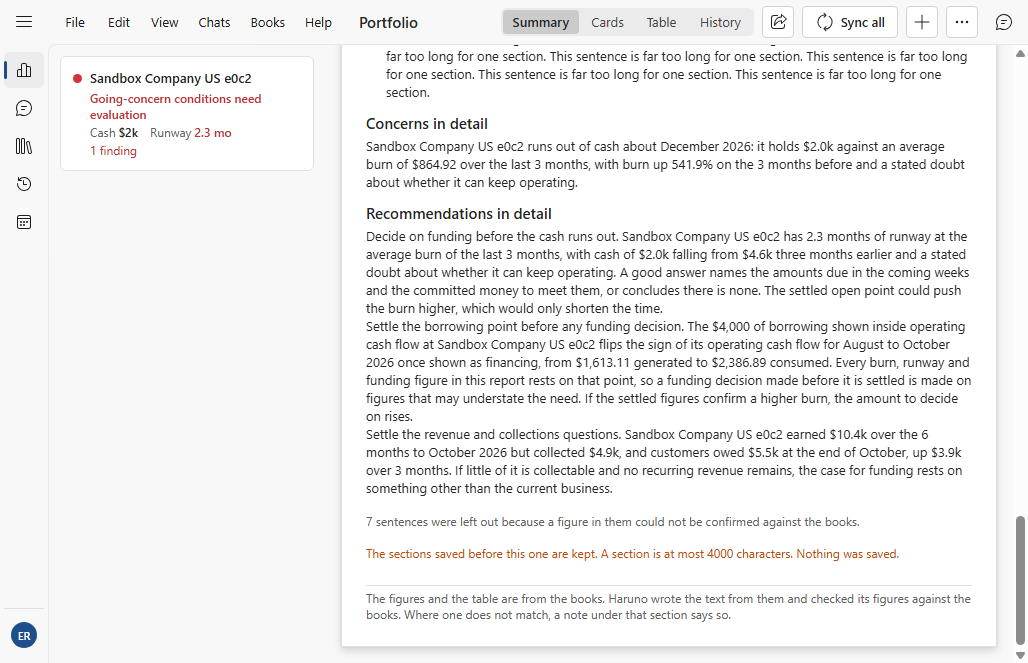 File Edit View Chats Books Help Portfolio Summary Cards Table History Sync all
Sandbox Company US e0c2
Going-concern conditions need
evaluation
Cash $2k Runway 2.3 mo
1 finding
ER
far too long for one section. This sentence is far too long for one section. This sentence is far too long
for one section. This sentence is far too long for one section. This sentence is far too long for one
section.
Concerns in detail
Sandbox Company US e0c2 runs out of cash about December 2026: it holds $2.0k against an average
burn of $864.92 over the last 3 months, with burn up 541.9% on the 3 months before and a stated doubt
about whether it can keep operating.
Recommendations in detail
Decide on funding before the cash runs out. Sandbox Company US e0c2 has 2.3 months of runway at the
average burn of the last 3 months, with cash of $2.0k falling from $4.6k three months earlier and a stated
doubt about whether it can keep operating. A good answer names the amounts due in the coming weeks
and the committed money to meet them, or concludes there is none. The settled open point could push
the burn higher, which would only shorten the time.
Settle the borrowing point before any funding decision. The $4,000 of borrowing shown inside operating
cash flow at Sandbox Company US e0c2 flips the sign of its operating cash flow for August to October
2026 once shown as financing, from $1,613.11 generated to $2,386.89 consumed. Every burn, runway and
funding figure in this report rests on that point, so a funding decision made before it is settled is made on
figures that may understate the need. If the settled figures confirm a higher burn, the amount to decide
on rises.
Settle the revenue and collections questions. Sandbox Company US e0c2 earned $10.4k over the 6
months to October 2026 but collected $4.9k, and customers owed $5.5k at the end of October, up $3.9k
over 3 months. If little of it is collectable and no recurring revenue remains, the case for funding rests on
something other than the current business.
7 sentences were left out because a figure in them could not be confirmed against the books.
The sections saved before this one are kept. A section is at most 4000 characters. Nothing was saved.
The figures and the table are from the books. Haruno wrote the text from them and checked its figures against the
books. Where one does not match, a note under that section says so.